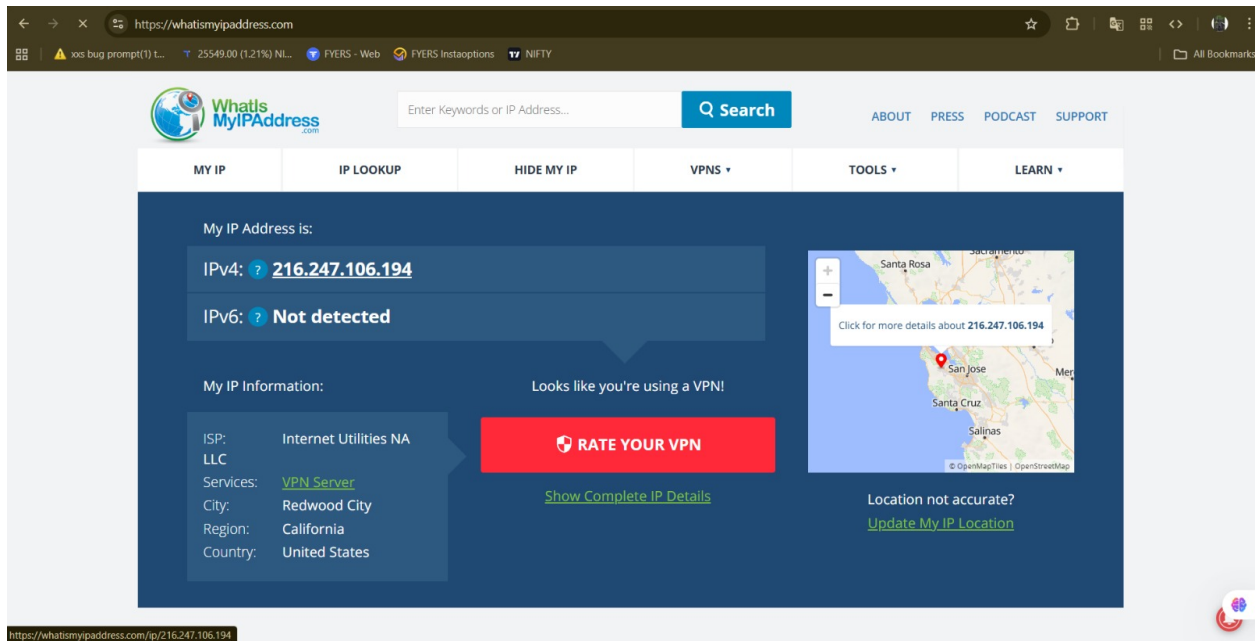 https://whatismyipaddress.com
xxs bug prompt(1) t... 25549.00 (1.21%) NI... FYERS - Web FYERS Instaoptions NIFTY All Bookmarks
WhatIs
MyIPAddress
.com
Enter Keywords or IP Address...
Search
ABOUT PRESS PODCAST SUPPORT
MY IP IP LOOKUP HIDE MY IP VPNS TOOLS LEARN
My IP Address is:
IPv4: ? 216.247.106.194
IPv6: ? Not detected
My IP Information:
ISP: Internet Utilities NA
LLC
Services: VPN Server
City: Redwood City
Region: California
Country: United States
Looks like you're using a VPN!
RATE YOUR VPN
Show Complete IP Details
+
−
Sacramento
Santa Rosa
Click for more details about 216.247.106.194
San Jose
Mer
Santa Cruz
Salinas
© OpenMapTiles | OpenStreetMap
Location not accurate?
Update My IP Location
https://whatismyipaddress.com/ip/216.247.106.194